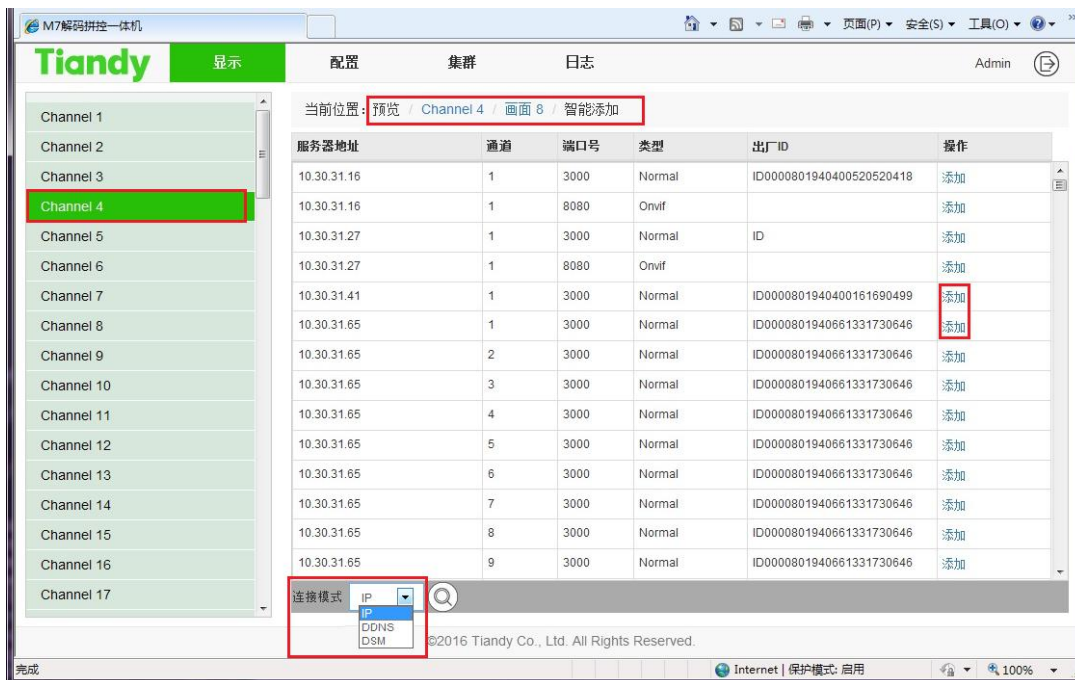 M7解码拼控一体机
页面(P) 安全(S) 工具(O)
Tiandy 显示 配置 集群 日志 Admin
当前位置：预览 / Channel 4 / 画面 8 / 智能添加
Channel 1
Channel 2
Channel 3
Channel 4
Channel 5
Channel 6
Channel 7
Channel 8
Channel 9
Channel 10
Channel 11
Channel 12
Channel 13
Channel 14
Channel 15
Channel 16
Channel 17
服务器地址 通道 端口号 类型 出厂ID 操作
10.30.31.16 1 3000 Normal ID0000801940400520520418 添加
10.30.31.16 1 8080 Onvif 添加
10.30.31.27 1 3000 Normal ID 添加
10.30.31.27 1 8080 Onvif 添加
10.30.31.41 1 3000 Normal ID0000801940400161690499 添加
10.30.31.65 1 3000 Normal ID0000801940661331730646 添加
10.30.31.65 2 3000 Normal ID0000801940661331730646 添加
10.30.31.65 3 3000 Normal ID0000801940661331730646 添加
10.30.31.65 4 3000 Normal ID0000801940661331730646 添加
10.30.31.65 5 3000 Normal ID0000801940661331730646 添加
10.30.31.65 6 3000 Normal ID0000801940661331730646 添加
10.30.31.65 7 3000 Normal ID0000801940661331730646 添加
10.30.31.65 8 3000 Normal ID0000801940661331730646 添加
10.30.31.65 9 3000 Normal ID0000801940661331730646 添加
连接模式 IP
IP
DDNS
DSM
©2016 Tiandy Co., Ltd. All Rights Reserved.
完成 Internet | 保护模式: 启用 100%